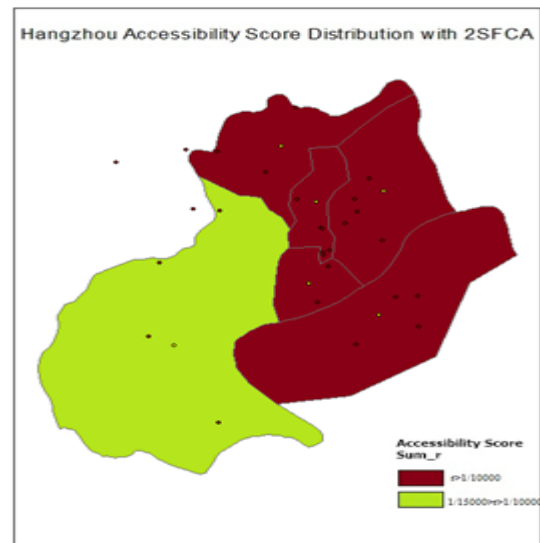 Hangzhou Accessibility Score Distribution with 2SFCA
Accessibility Score
Sum_r
r>1/10000
1/15000>r>1/10000